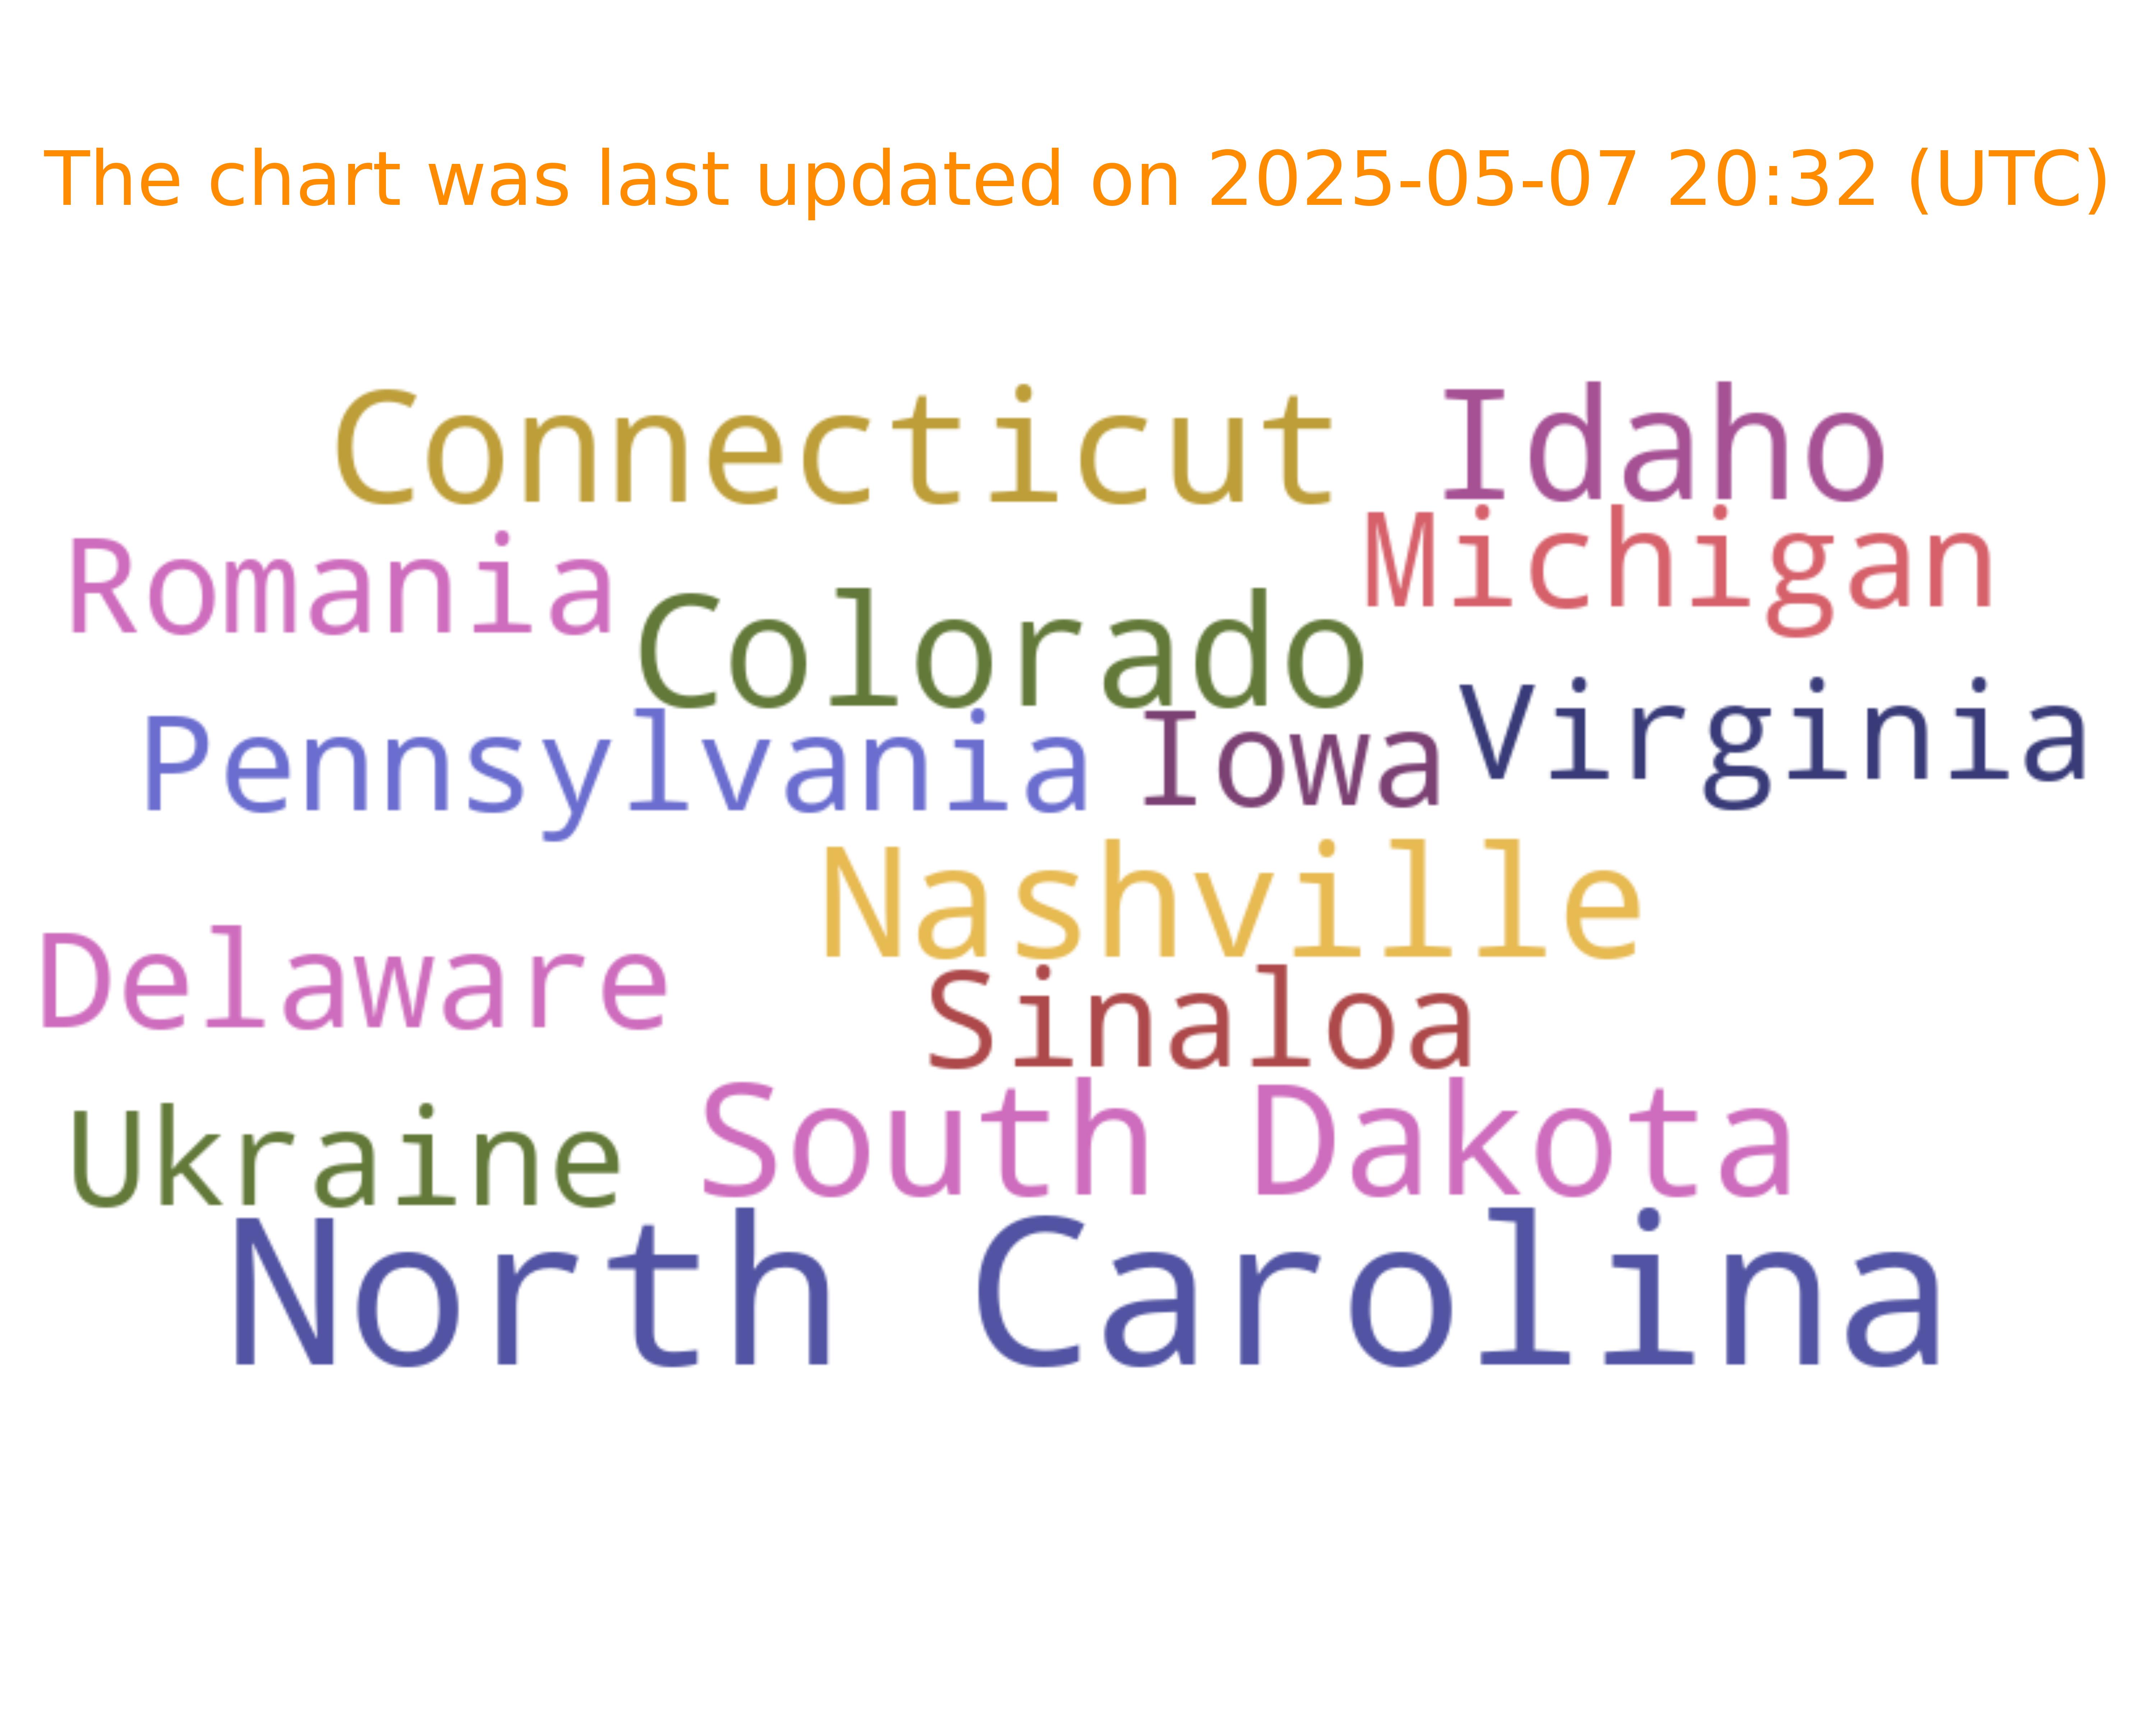 The chart was last updated on 2025-05-07 20:32 (UTC)
Connecticut Idaho
Romania Michigan
Colorado
Pennsylvania Iowa Virginia
Nashville
Delaware
Sinaloa
Ukraine South Dakota
North Carolina